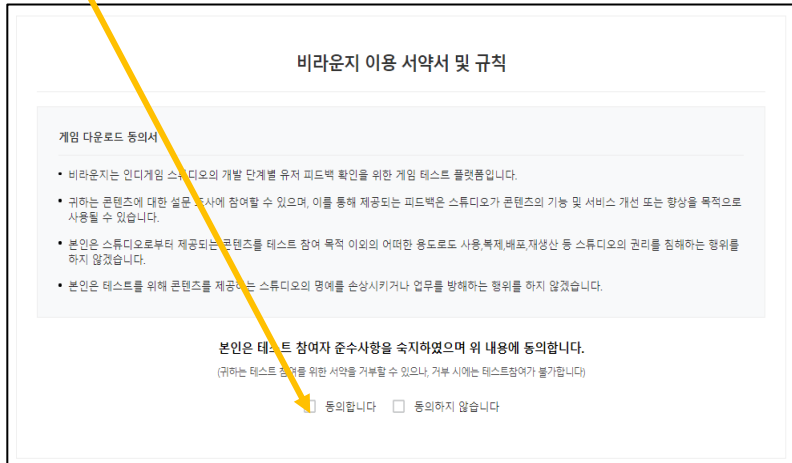 비라운지 이용 서약서 및 규칙
게임 다운로드 동의서
• 비라운지는 인디게임 스튜디오의 개발 단계별 유저 피드백 확인을 위한 게임 테스트 플랫폼입니다.
• 귀하는 콘텐츠에 대한 설문 조사에 참여할 수 있으며, 이를 통해 제공되는 피드백은 스튜디오가 콘텐츠의 기능 및 서비스 개선 또는 향상을 목적으로
사용될 수 있습니다.
• 본인은 스튜디오로부터 제공되는 콘텐츠를 테스트 참여 목적 이외의 어떠한 용도로도 사용,복제,배포,재생산 등 스튜디오의 권리를 침해하는 행위를
하지 않겠습니다.
• 본인은 테스트를 위해 콘텐츠를 제공하는 스튜디오의 명예를 손상시키거나 업무를 방해하는 행위를 하지 않겠습니다.
본인은 테스트 참여자 준수사항을 숙지하였으며 위 내용에 동의합니다.
(귀하는 테스트 참여를 위한 서약을 거부할 수 있으나, 거부 시에는 테스트참여가 불가합니다)
동의합니다 동의하지 않습니다